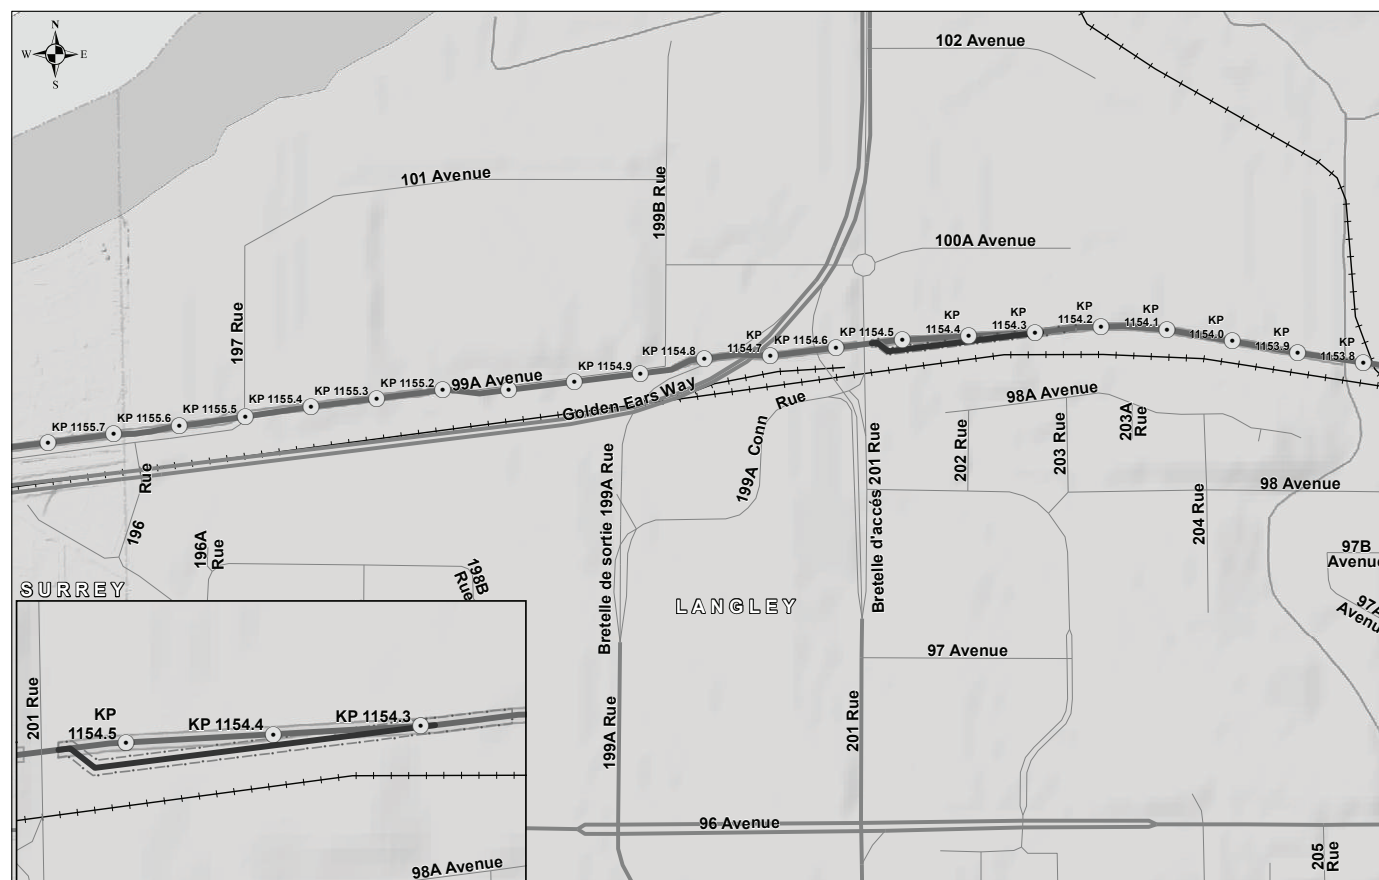 N
W E
S
102 Avenue
101 Avenue
199B Rue
100A Avenue
197 Rue
KP
1154.2
KP
1154.1
KP
1154.0
KP
1153.9
KP
1153.8
KP
1154.3
KP
1154.4
KP 1154.5
KP 1154.6
KP
1154.7
KP 1154.8
KP 1154.9
99A Avenue
KP 1155.2
KP 1155.3
KP 1155.4
KP 1155.5
KP 1155.6
KP 1155.7
Golden Ears Way
98A Avenue
199A Conn Rue
203A
Rue
202 Rue
203 Rue
204 Rue
98 Avenue
196 Rue
196A
Rue
198B
Rue
Bretelle de sortie 199A Rue
Bretelle d'accés 201 Rue
97B
Avenue
97A
Avenu
SURREY
LANGLEY
97 Avenue
199A Rue
201 Rue
96 Avenue
205
Rue
201 Rue
KP
1154.5
KP 1154.4
KP 1154.3
98A Avenue